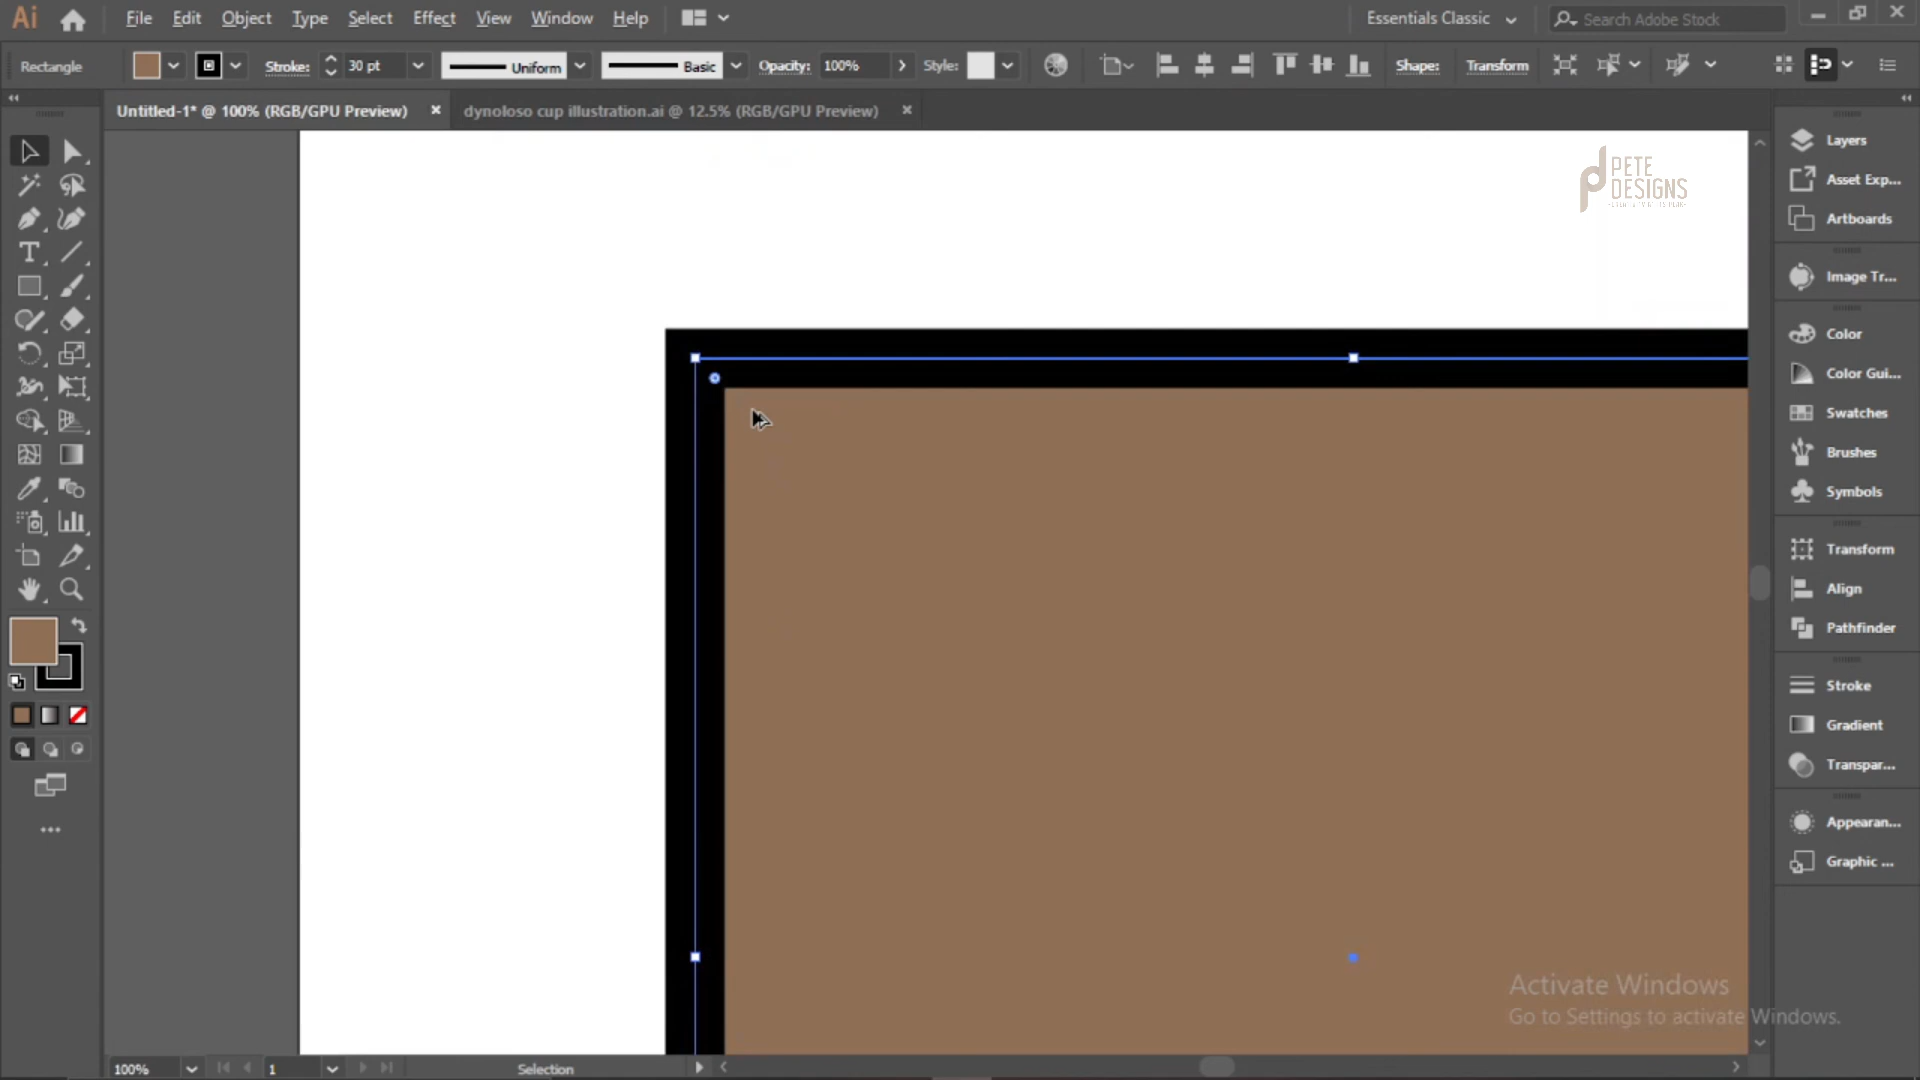 Ai File Edit Object Type Select Effect View Window Help Essentials Classic Search Adobe Stock
Rectangle Stroke: 30 pt Uniform Basic Opacity: 100% Style: Shape: Transform
Untitled-1* @ 100% (RGB/GPU Preview) dynoloso cup illustration.ai @ 12.5% (RGB/GPU Preview)
PETE
DESIGNS
Layers
Asset Exp...
Artboards
Image Tr...
Color
Color Gui...
Swatches
Brushes
Symbols
Transform
Align
Pathfinder
Stroke
Gradient
Transpar...
Appearan...
Graphic ...
Activate Windows
Go to Settings to activate Windows.
100% 1 Selection